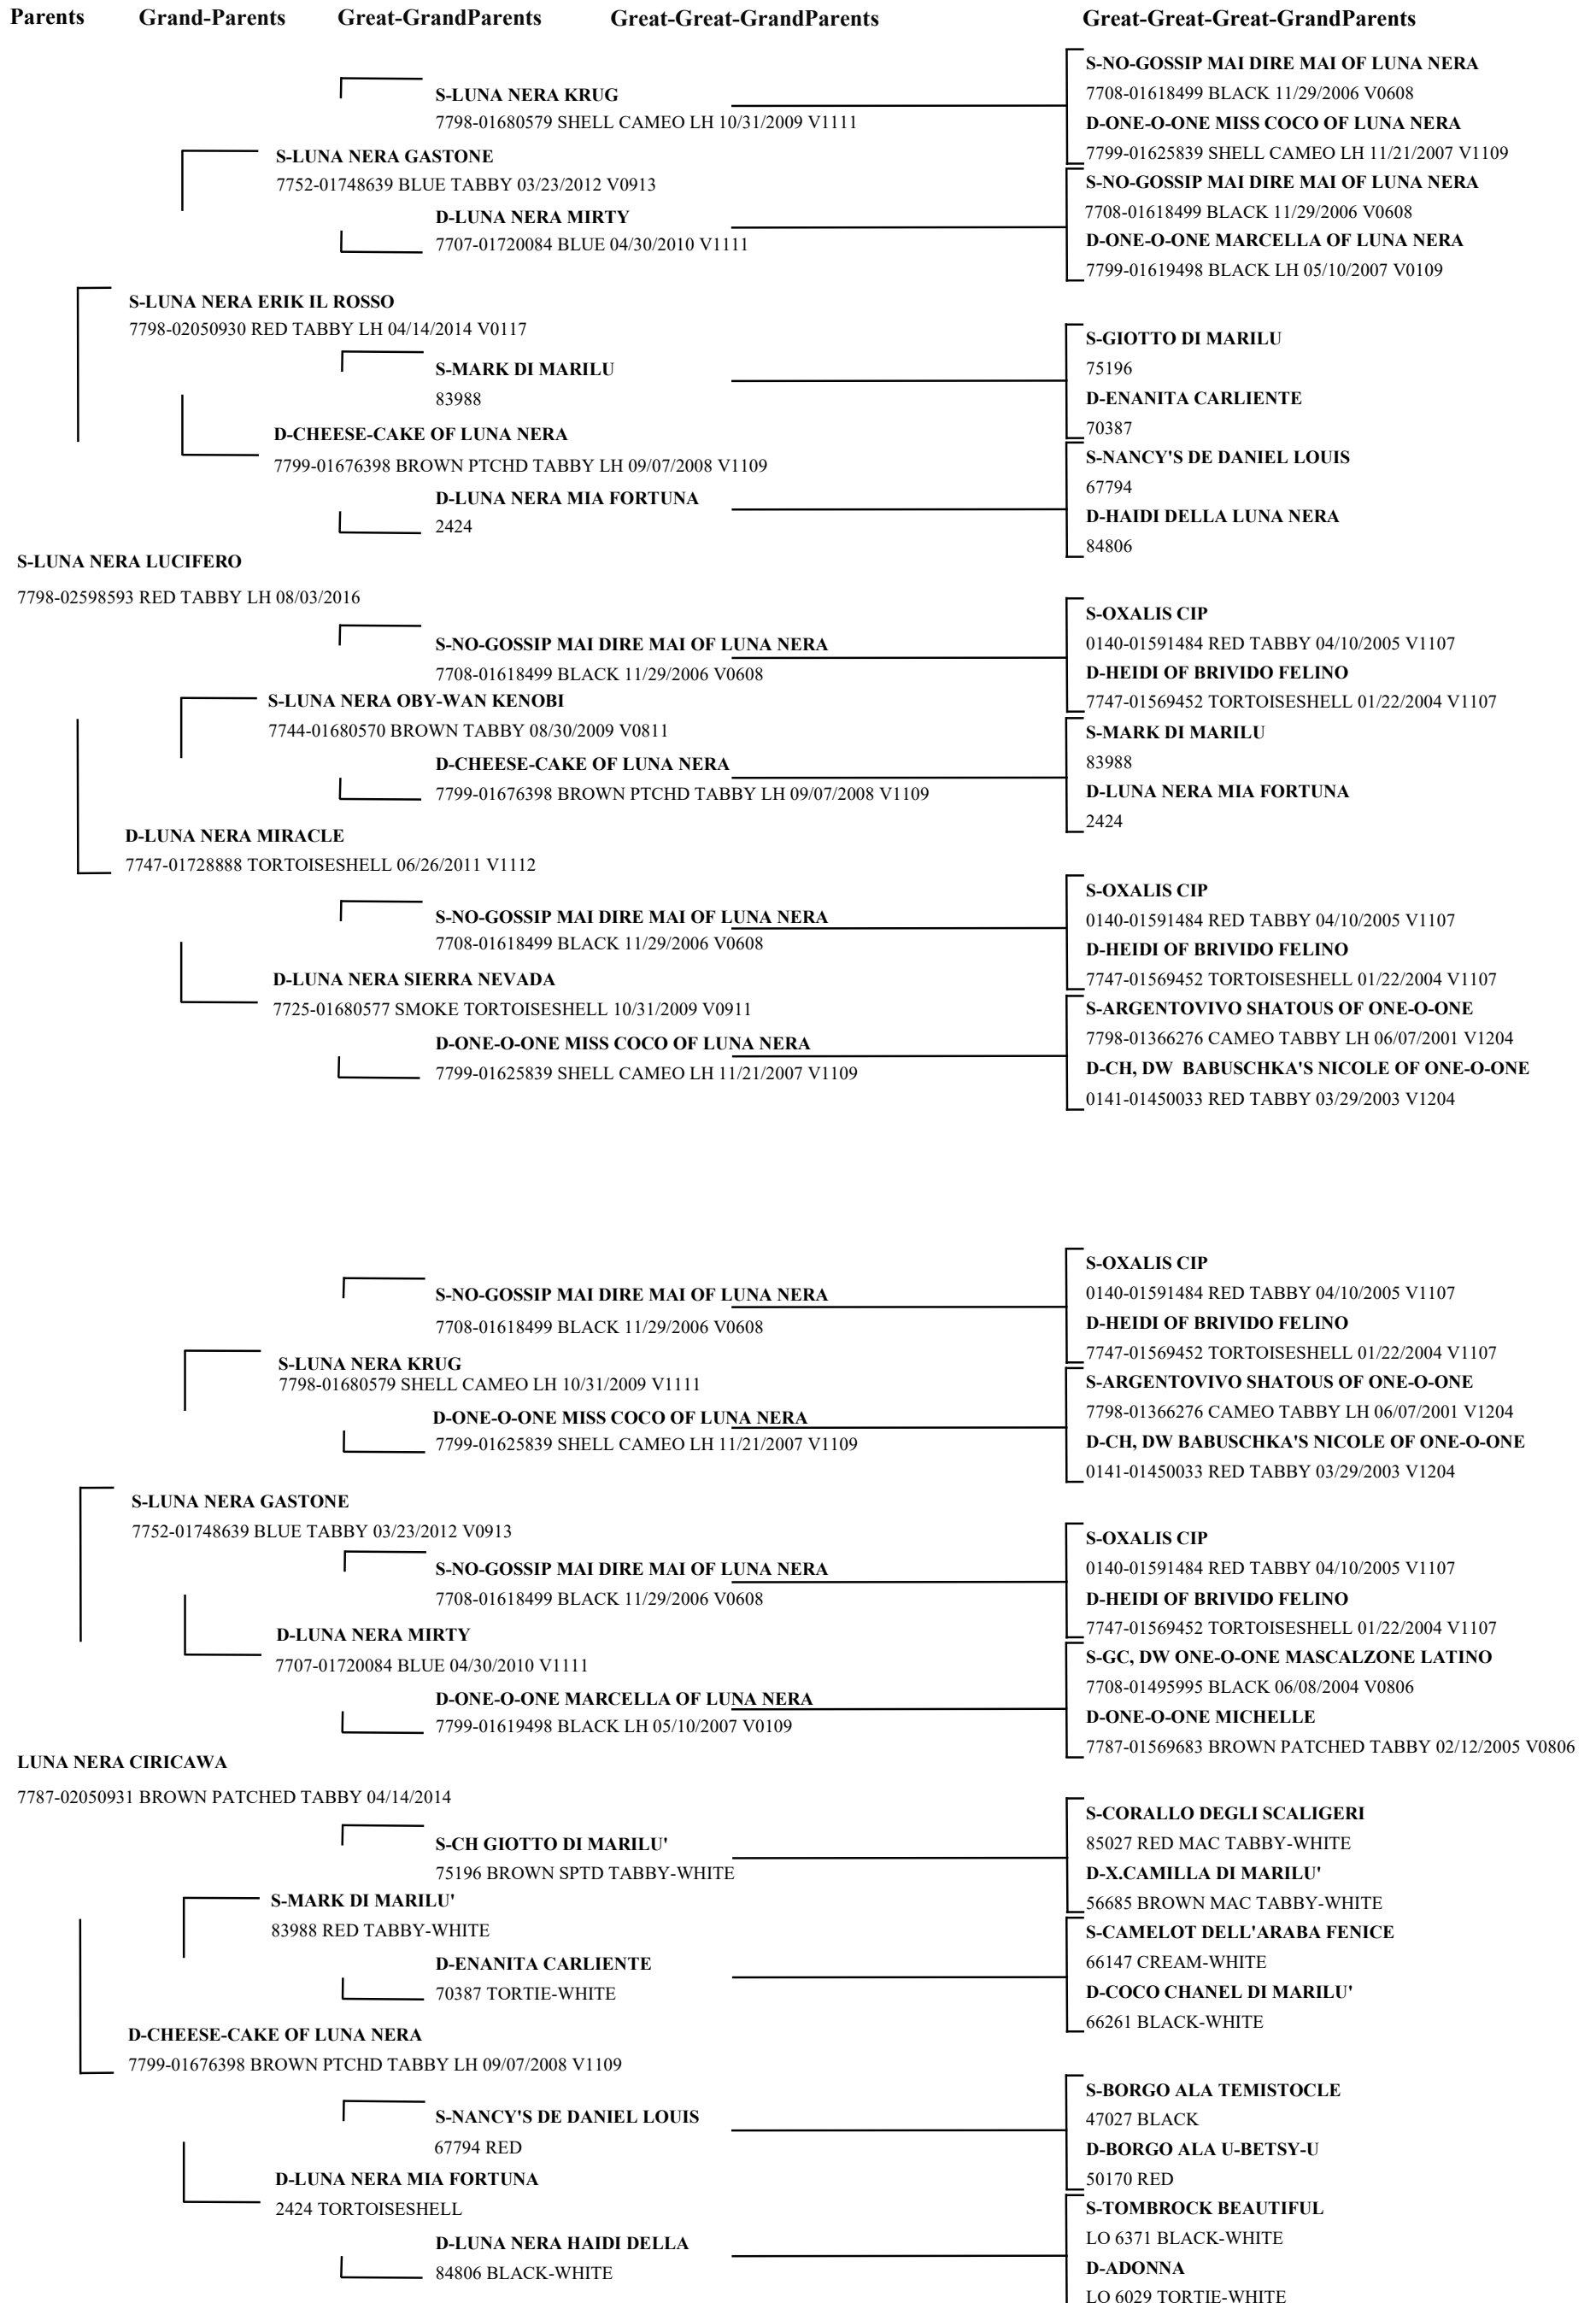 Parents Grand-Parents Great-GrandParents Great-Great-GrandParents Great-Great-Great-GrandParents
S-NO-GOSSIP MAI DIRE MAI OF LUNA NERA
S-LUNA NERA KRUG
7708-01618499 BLACK 11/29/2006 V0608
7798-01680579 SHELL CAMEO LH 10/31/2009 V1111
D-ONE-O-ONE MISS COCO OF LUNA NERA
S-LUNA NERA GASTONE
7799-01625839 SHELL CAMEO LH 11/21/2007 V1109
7752-01748639 BLUE TABBY 03/23/2012 V0913
S-NO-GOSSIP MAI DIRE MAI OF LUNA NERA
D-LUNA NERA MIRTY
7708-01618499 BLACK 11/29/2006 V0608
7707-01720084 BLUE 04/30/2010 V1111
D-ONE-O-ONE MARCELLA OF LUNA NERA
7799-01619498 BLACK LH 05/10/2007 V0109
S-LUNA NERA ERIK IL ROSSO
7798-02050930 RED TABBY LH 04/14/2014 V0117
S-GIOTTO DI MARILU
S-MARK DI MARILU
75196
83988
D-ENANITA CARLIENTE
D-CHEESE-CAKE OF LUNA NERA
70387
7799-01676398 BROWN PTCHD TABBY LH 09/07/2008 V1109
S-NANCY'S DE DANIEL LOUIS
D-LUNA NERA MIA FORTUNA
67794
2424
D-HAIDI DELLA LUNA NERA
84806
S-LUNA NERA LUCIFERO
7798-02598593 RED TABBY LH 08/03/2016
S-OXALIS CIP
S-NO-GOSSIP MAI DIRE MAI OF LUNA NERA
0140-01591484 RED TABBY 04/10/2005 V1107
7708-01618499 BLACK 11/29/2006 V0608
D-HEIDI OF BRIVIDO FELINO
S-LUNA NERA OBY-WAN KENOBI
7747-01569452 TORTOISESHELL 01/22/2004 V1107
7744-01680570 BROWN TABBY 08/30/2009 V0811
S-MARK DI MARILU
D-CHEESE-CAKE OF LUNA NERA
83988
7799-01676398 BROWN PTCHD TABBY LH 09/07/2008 V1109
D-LUNA NERA MIA FORTUNA
2424
D-LUNA NERA MIRACLE
7747-01728888 TORTOISESHELL 06/26/2011 V1112
S-OXALIS CIP
S-NO-GOSSIP MAI DIRE MAI OF LUNA NERA
0140-01591484 RED TABBY 04/10/2005 V1107
7708-01618499 BLACK 11/29/2006 V0608
D-HEIDI OF BRIVIDO FELINO
D-LUNA NERA SIERRA NEVADA
7747-01569452 TORTOISESHELL 01/22/2004 V1107
7725-01680577 SMOKE TORTOISESHELL 10/31/2009 V0911
S-ARGENTOVIVO SHATOUS OF ONE-O-ONE
7798-01366276 CAMEO TABBY LH 06/07/2001 V1204
D-ONE-O-ONE MISS COCO OF LUNA NERA
D-CH, DW BABUSCHKA'S NICOLE OF ONE-O-ONE
7799-01625839 SHELL CAMEO LH 11/21/2007 V1109
0141-01450033 RED TABBY 03/29/2003 V1204
S-OXALIS CIP
S-NO-GOSSIP MAI DIRE MAI OF LUNA NERA
0140-01591484 RED TABBY 04/10/2005 V1107
D-HEIDI OF BRIVIDO FELINO
7708-01618499 BLACK 11/29/2006 V0608
7747-01569452 TORTOISESHELL 01/22/2004 V1107
S-LUNA NERA KRUG
7798-01680579 SHELL CAMEO LH 10/31/2009 V1111
S-ARGENTOVIVO SHATOUS OF ONE-O-ONE
7798-01366276 CAMEO TABBY LH 06/07/2001 V1204
D-ONE-O-ONE MISS COCO OF LUNA NERA
D-CH, DW BABUSCHKA'S NICOLE OF ONE-O-ONE
7799-01625839 SHELL CAMEO LH 11/21/2007 V1109
0141-01450033 RED TABBY 03/29/2003 V1204
S-LUNA NERA GASTONE
7752-01748639 BLUE TABBY 03/23/2012 V0913
S-OXALIS CIP
S-NO-GOSSIP MAI DIRE MAI OF LUNA NERA
0140-01591484 RED TABBY 04/10/2005 V1107
7708-01618499 BLACK 11/29/2006 V0608
D-HEIDI OF BRIVIDO FELINO
7747-01569452 TORTOISESHELL 01/22/2004 V1107
D-LUNA NERA MIRTY
7707-01720084 BLUE 04/30/2010 V1111
S-GC, DW ONE-O-ONE MASCALZONE LATINO
7708-01495995 BLACK 06/08/2004 V0806
D-ONE-O-ONE MARCELLA OF LUNA NERA
D-ONE-O-ONE MICHELLE
7799-01619498 BLACK LH 05/10/2007 V0109
7787-01569683 BROWN PATCHED TABBY 02/12/2005 V0806
LUNA NERA CIRICAWA
7787-02050931 BROWN PATCHED TABBY 04/14/2014
S-CORALLO DEGLI SCALIGERI
S-CH GIOTTO DI MARILU'
85027 RED MAC TABBY-WHITE
75196 BROWN SPTD TABBY-WHITE
D-X.CAMILLA DI MARILU'
S-MARK DI MARILU'
56685 BROWN MAC TABBY-WHITE
83988 RED TABBY-WHITE
S-CAMELOT DELL'ARABA FENICE
D-ENANITA CARLIENTE
66147 CREAM-WHITE
70387 TORTIE-WHITE
D-COCO CHANEL DI MARILU'
66261 BLACK-WHITE
D-CHEESE-CAKE OF LUNA NERA
7799-01676398 BROWN PTCHD TABBY LH 09/07/2008 V1109
S-BORGO ALA TEMISTOCLE
S-NANCY'S DE DANIEL LOUIS
47027 BLACK
67794 RED
D-BORGO ALA U-BETSY-U
D-LUNA NERA MIA FORTUNA
50170 RED
2424 TORTOISESHELL
S-TOMBROCK BEAUTIFUL
LO 6371 BLACK-WHITE
D-LUNA NERA HAIDI DELLA
D-ADONNA
84806 BLACK-WHITE
LO 6029 TORTIE-WHITE